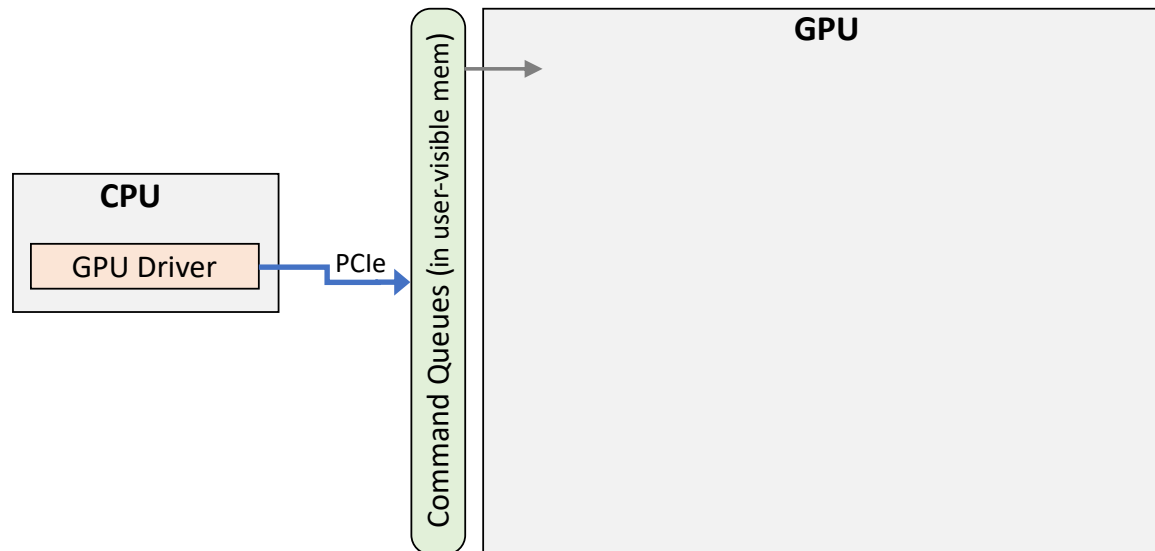 GPU
CPU
GPU Driver
PCIe
Command Queues (in user-visible mem)